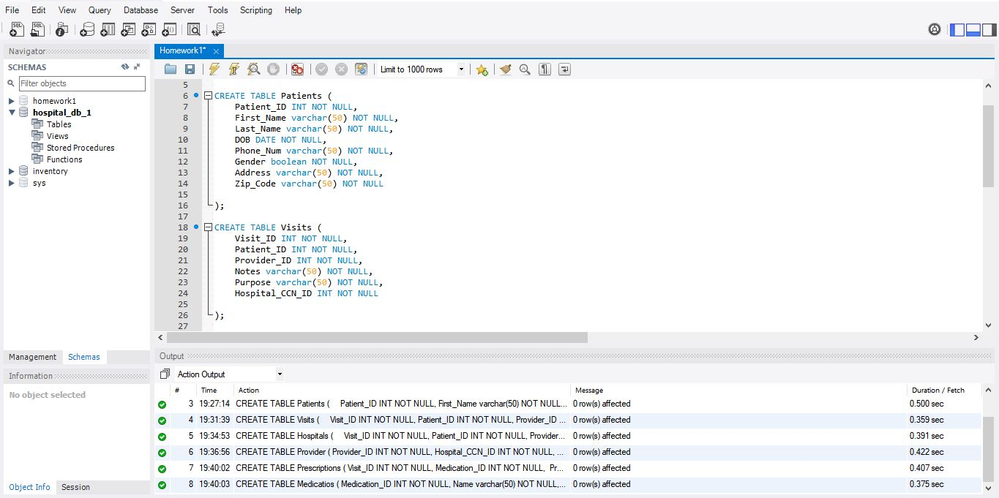 File Edit View Query Database Server Tools Scripting Help
SQL SQL
Navigator
SCHEMAS
Filter objects
homework1
hospital_db_1
Tables
Views
Stored Procedures
Functions
inventory
sys
Management Schemas
Information
No object selected
Object Info Session
Homework1* ×
Limit to 1000 rows
5
6 CREATE TABLE Patients (
7 Patient_ID INT NOT NULL,
8 First_Name varchar(50) NOT NULL,
9 Last_Name varchar(50) NOT NULL,
10 DOB DATE NOT NULL,
11 Phone_Num varchar(50) NOT NULL,
12 Gender boolean NOT NULL,
13 Address varchar(50) NOT NULL,
14 Zip_Code varchar(50) NOT NULL
15
16 );
17
18 CREATE TABLE Visits (
19 Visit_ID INT NOT NULL,
20 Patient_ID INT NOT NULL,
21 Provider_ID INT NOT NULL,
22 Notes varchar(50) NOT NULL,
23 Purpose varchar(50) NOT NULL,
24 Hospital_CCN_ID INT NOT NULL
25
26 );
27
Output
Action Output
# Time Action Message Duration / Fetch
3 19:27:14 CREATE TABLE Patients ( Patient_ID INT NOT NULL, First_Name varchar(50) NOT NULL... 0 row(s) affected 0.500 sec
4 19:31:39 CREATE TABLE Visits ( Visit_ID INT NOT NULL, Patient_ID INT NOT NULL, Provider_ID ... 0 row(s) affected 0.359 sec
5 19:34:53 CREATE TABLE Hospitals ( Visit_ID INT NOT NULL, Patient_ID INT NOT NULL, Provider... 0 row(s) affected 0.391 sec
6 19:36:56 CREATE TABLE Provider ( Provider_ID INT NOT NULL, Hospital_CCN_ID INT NOT NULL, ... 0 row(s) affected 0.422 sec
7 19:40:02 CREATE TABLE Prescriptions ( Visit_ID INT NOT NULL, Medication_ID INT NOT NULL, Pr... 0 row(s) affected 0.407 sec
8 19:40:03 CREATE TABLE Medicatios ( Medication_ID INT NOT NULL, Name varchar(50) NOT NULL,... 0 row(s) affected 0.375 sec